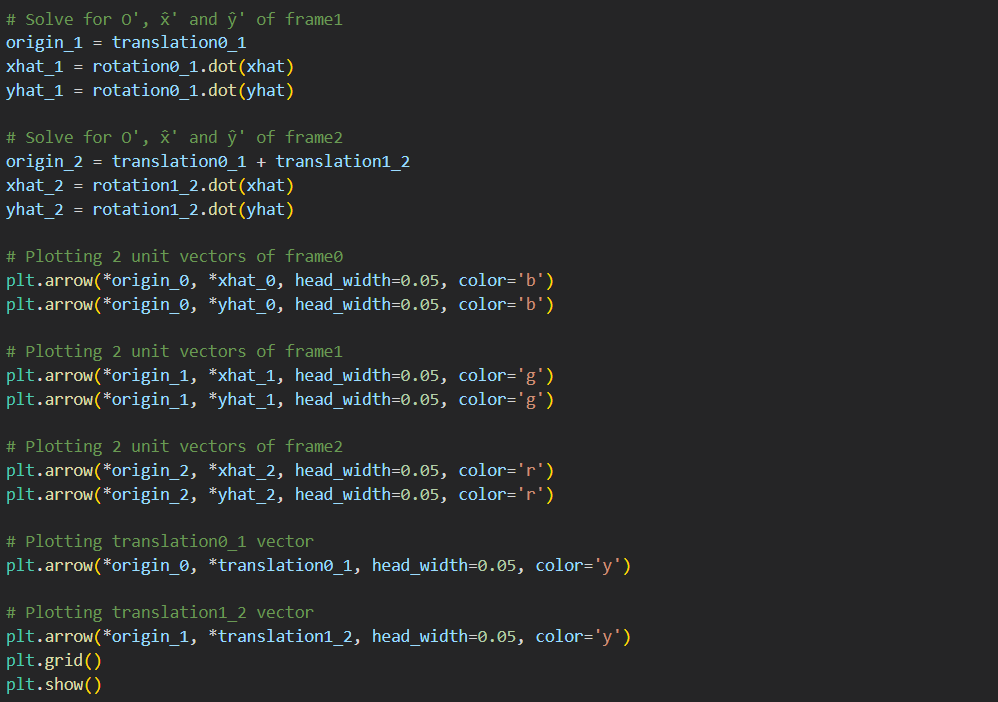 # Solve for O', x̂' and ŷ' of frame1
origin_1 = translation0_1
xhat_1 = rotation0_1.dot(xhat)
yhat_1 = rotation0_1.dot(yhat)
# Solve for O', x̂' and ŷ' of frame2
origin_2 = translation0_1 + translation1_2
xhat_2 = rotation1_2.dot(xhat)
yhat_2 = rotation1_2.dot(yhat)
# Plotting 2 unit vectors of frame0
plt.arrow(*origin_0, *xhat_0, head_width=0.05, color='b')
plt.arrow(*origin_0, *yhat_0, head_width=0.05, color='b')
# Plotting 2 unit vectors of frame1
plt.arrow(*origin_1, *xhat_1, head_width=0.05, color='g')
plt.arrow(*origin_1, *yhat_1, head_width=0.05, color='g')
# Plotting 2 unit vectors of frame2
plt.arrow(*origin_2, *xhat_2, head_width=0.05, color='r')
plt.arrow(*origin_2, *yhat_2, head_width=0.05, color='r')
# Plotting translation0_1 vector
plt.arrow(*origin_0, *translation0_1, head_width=0.05, color='y')
# Plotting translation1_2 vector
plt.arrow(*origin_1, *translation1_2, head_width=0.05, color='y')
plt.grid()
plt.show()